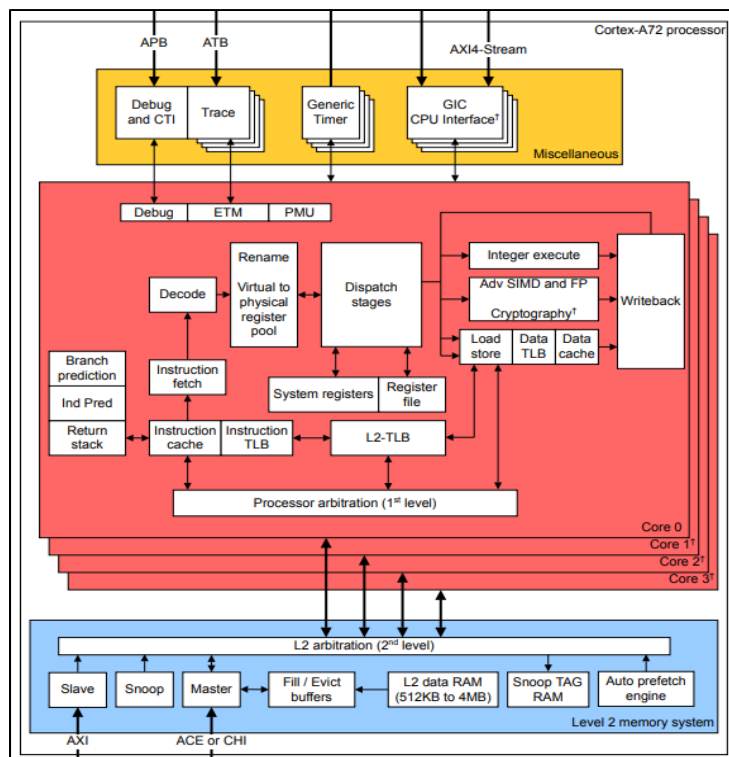 Cortex-A72 processor
APB
ATB
AXI4-Stream
Debug
and CTI
Trace
Generic
Timer
GIC
CPU Interface†
Miscellaneous
Debug
ETM
PMU
Rename
Virtual to
physical
register
pool
Decode
Dispatch
stages
Integer execute
Adv SIMD and FP
Cryptography†
Writeback
Load
store
Data
TLB
Data
cache
Branch
prediction
Ind Pred
Return
stack
Instruction
fetch
System registers
Register
file
Instruction
cache
Instruction
TLB
L2-TLB
Processor arbitration (1st level)
Core 0
Core 1†
Core 2†
Core 3†
L2 arbitration (2nd level)
Slave
Snoop
Master
Fill / Evict
buffers
L2 data RAM
(512KB to 4MB)
Snoop TAG
RAM
Auto prefetch
engine
Level 2 memory system
AXI
ACE or CHI